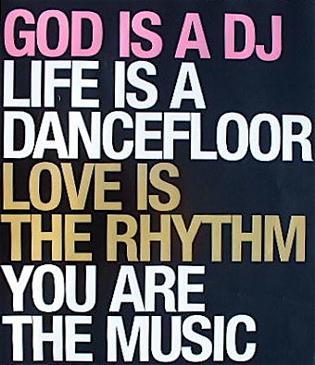 GOD IS A DJ
LIFE IS A
DANCEFLOOR
LOVE IS
THE RHYTHM
YOU ARE
THE MUSIC